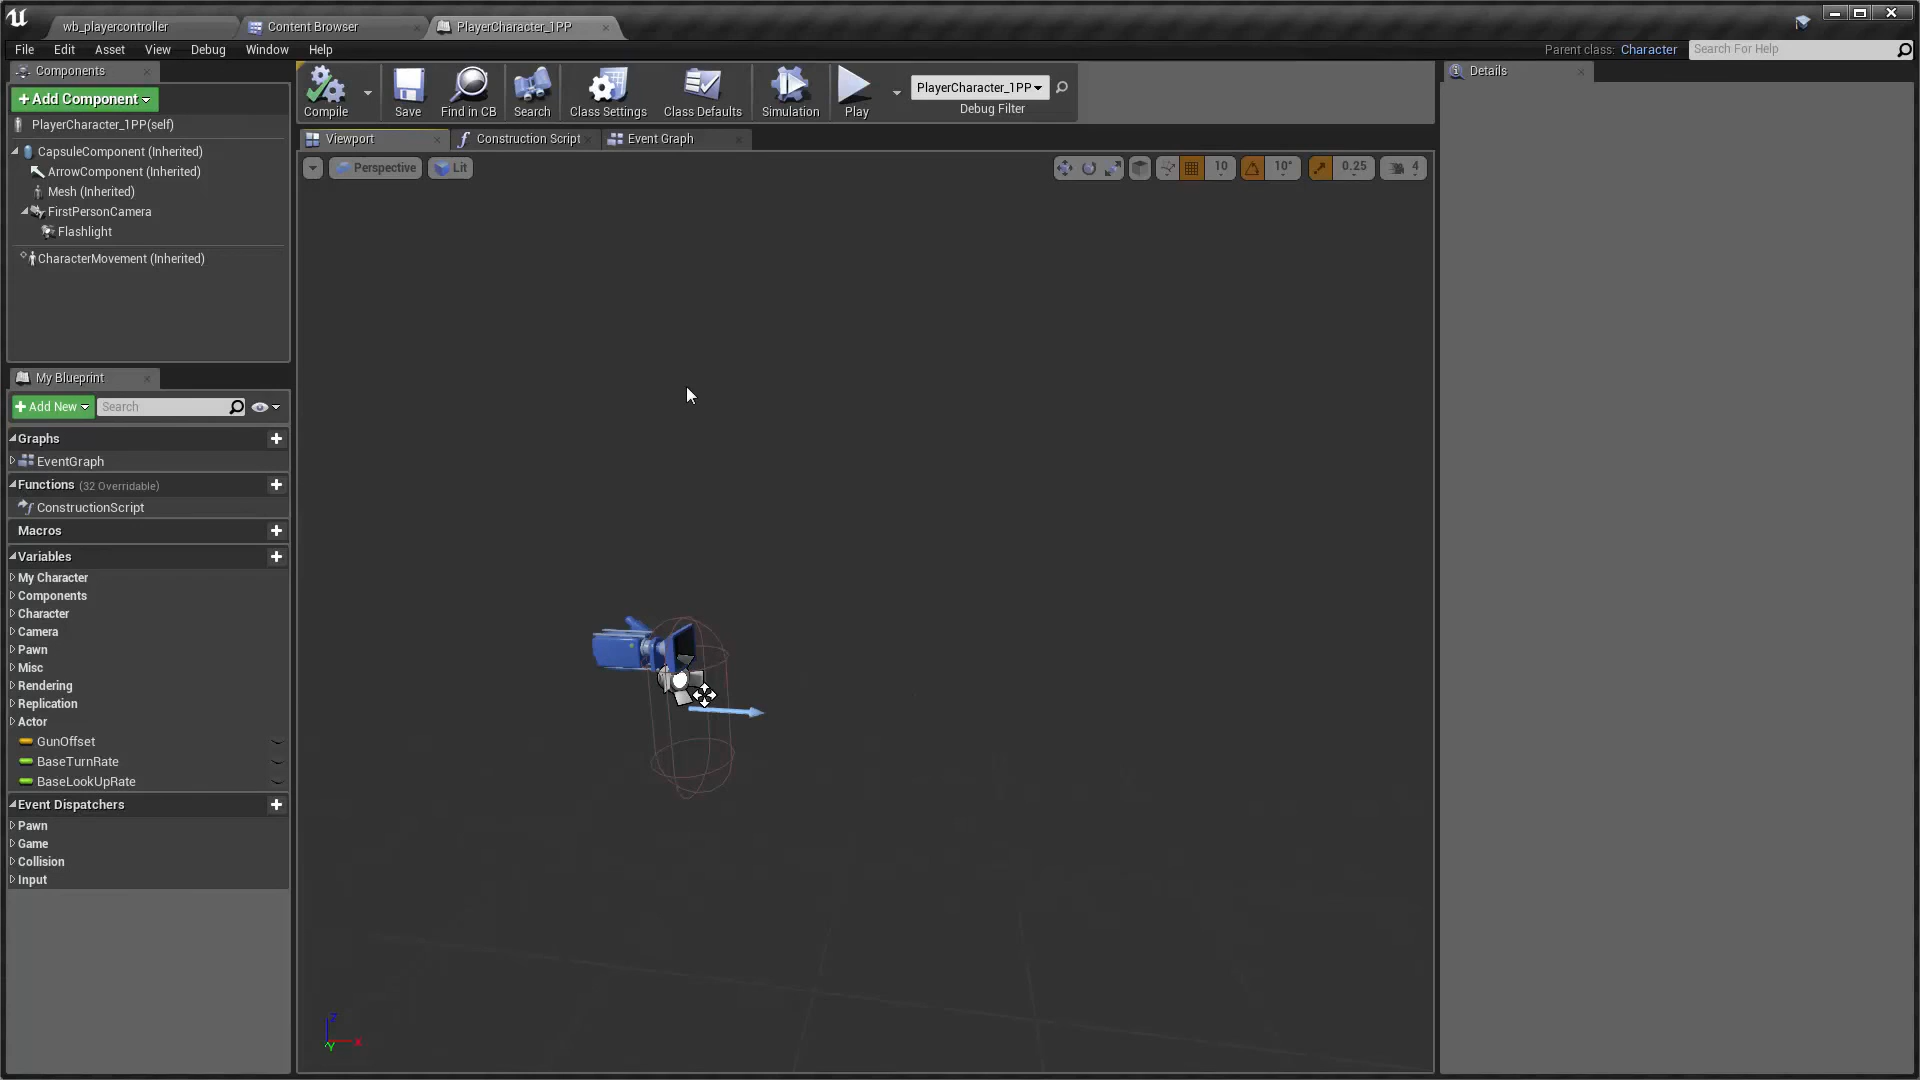 wb_playercontroller
Content Browser
PlayerCharacter_1PP
File Edit Asset View Debug Window Help
Parent class: Character
Search For Help
Components
+Add Component
PlayerCharacter_1PP(self)
CapsuleComponent (Inherited)
ArrowComponent (Inherited)
Mesh (Inherited)
FirstPersonCamera
Flashlight
CharacterMovement (Inherited)
My Blueprint
+Add New
Search
Graphs
EventGraph
Functions (32 Overridable)
ConstructionScript
Macros
Variables
My Character
Components
Character
Camera
Pawn
Misc
Rendering
Replication
Actor
GunOffset
BaseTurnRate
BaseLookUpRate
Event Dispatchers
Pawn
Game
Collision
Input
Compile
Save
Find in CB
Search
Class Settings
Class Defaults
Simulation
Play
PlayerCharacter_1PP
Debug Filter
Viewport
Construction Script
Event Graph
Perspective
Lit
10
10°
0.25
4
Z
X
Y
Details